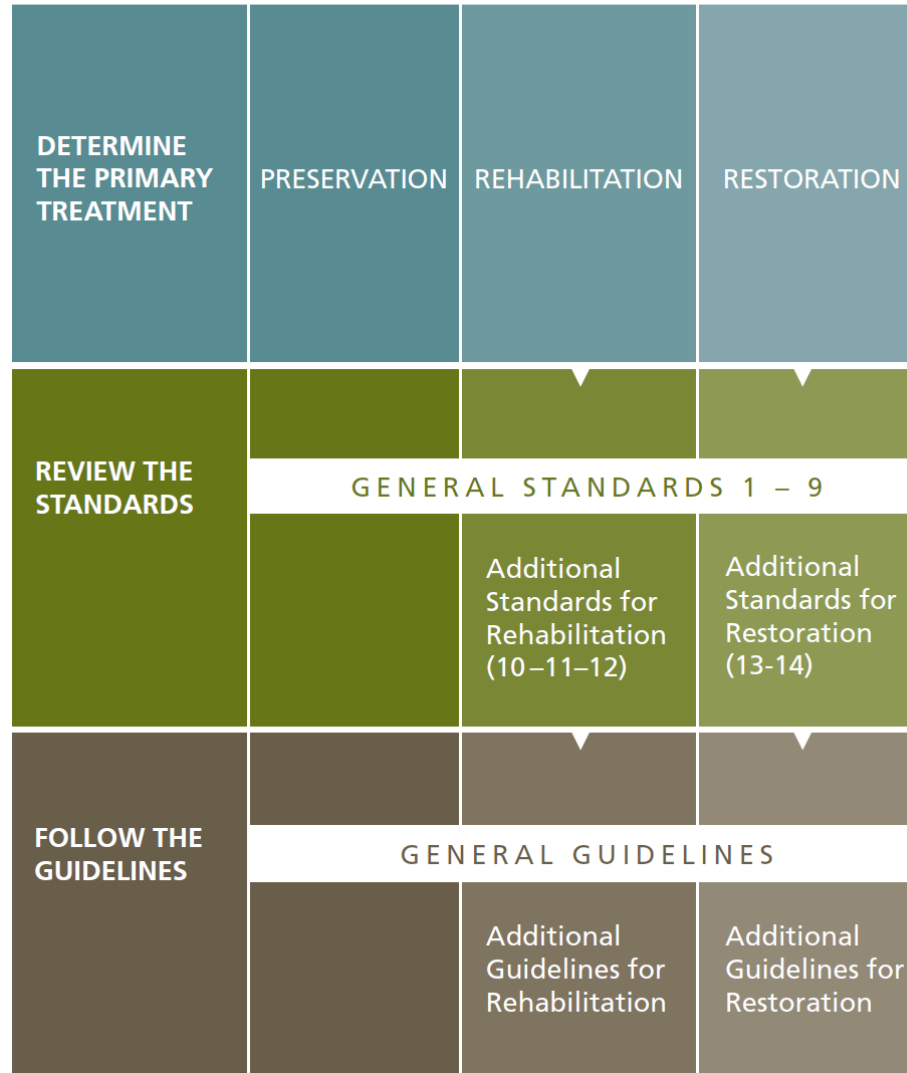 DETERMINE
THE PRIMARY
TREATMENT
PRESERVATION
REHABILITATION
RESTORATION
REVIEW THE
STANDARDS
GENERAL STANDARDS 1 – 9
Additional
Standards for
Rehabilitation
(10–11–12)
Additional
Standards for
Restoration
(13-14)
FOLLOW THE
GUIDELINES
GENERAL GUIDELINES
Additional
Guidelines for
Rehabilitation
Additional
Guidelines for
Restoration